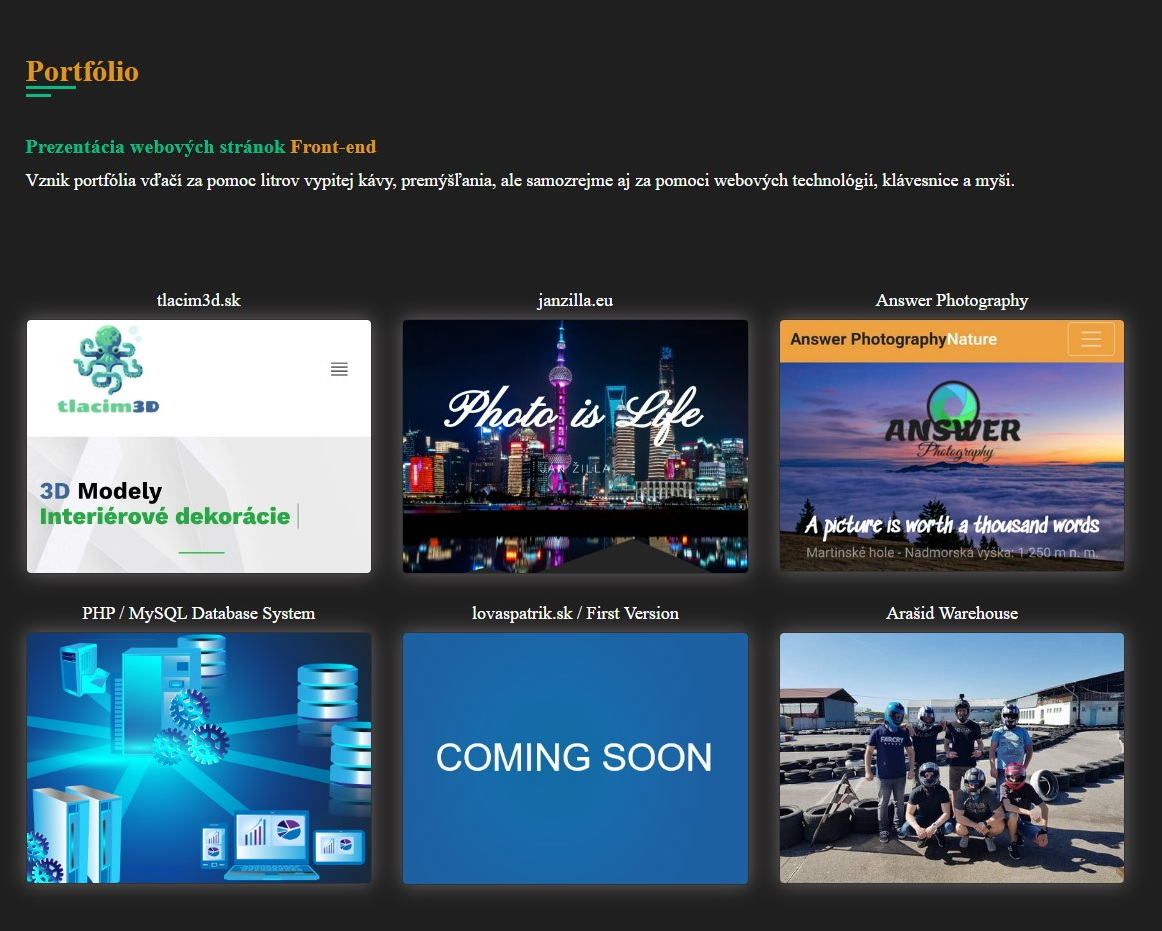 Portfólio
Prezentácia webových stránok Front-end
Vznik portfólia vďačí za pomoc litrov vypitej kávy, premýšľania, ale samozrejme aj za pomoci webových technológií, klávesnice a myši.
tlacim3d.sk
janzilla.eu
Answer Photography
tlacim3D
3D Modely
Interiérové dekorácie
Photo is Life
JÁN ŽILLA
Answer PhotographyNature
ANSWER
Photography
A picture is worth a thousand words
Martinské hole - Nadmorská výška: 1 250 m n. m.
PHP / MySQL Database System
lovaspatrik.sk / First Version
Arašid Warehouse
COMING SOON
FARCRY